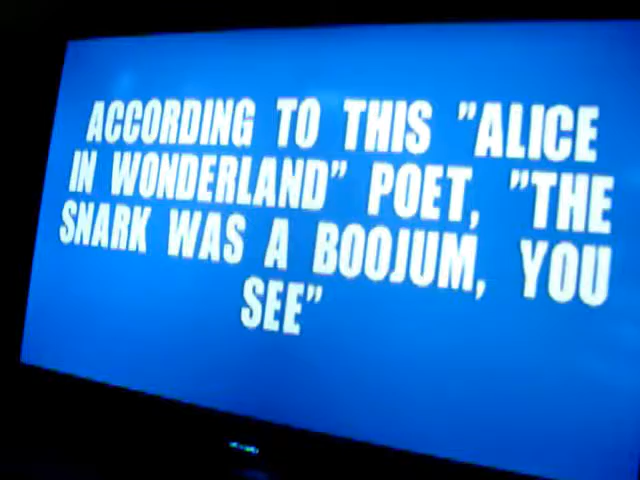 ACCORDING TO THIS "ALICE
IN WONDERLAND" POET, "THE
SNARK WAS A BOOJUM, YOU
SEE"